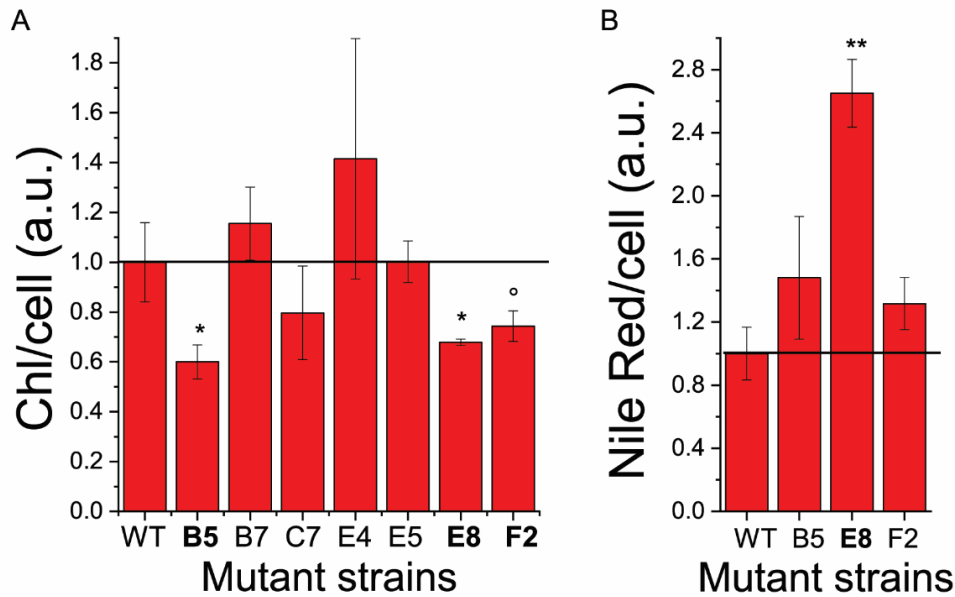 A
Chl/cell (a.u.)
1.8
1.6
1.4
1.2
1.0
0.8
0.6
0.4
0.2
0.0
*
*
°
WT B5 B7 C7 E4 E5 E8 F2
Mutant strains
B
Nile Red/cell (a.u.)
2.8
2.4
2.0
1.6
1.2
0.8
0.4
0.0
**
WT B5 E8 F2
Mutant strains